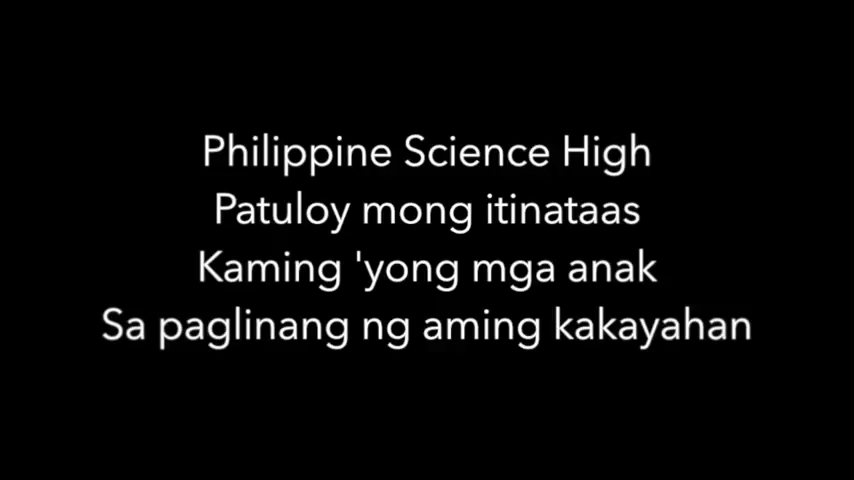 Philippine Science High
Patuloy mong itinataas
Kaming 'yong mga anak
Sa paglinang ng aming kakayahan